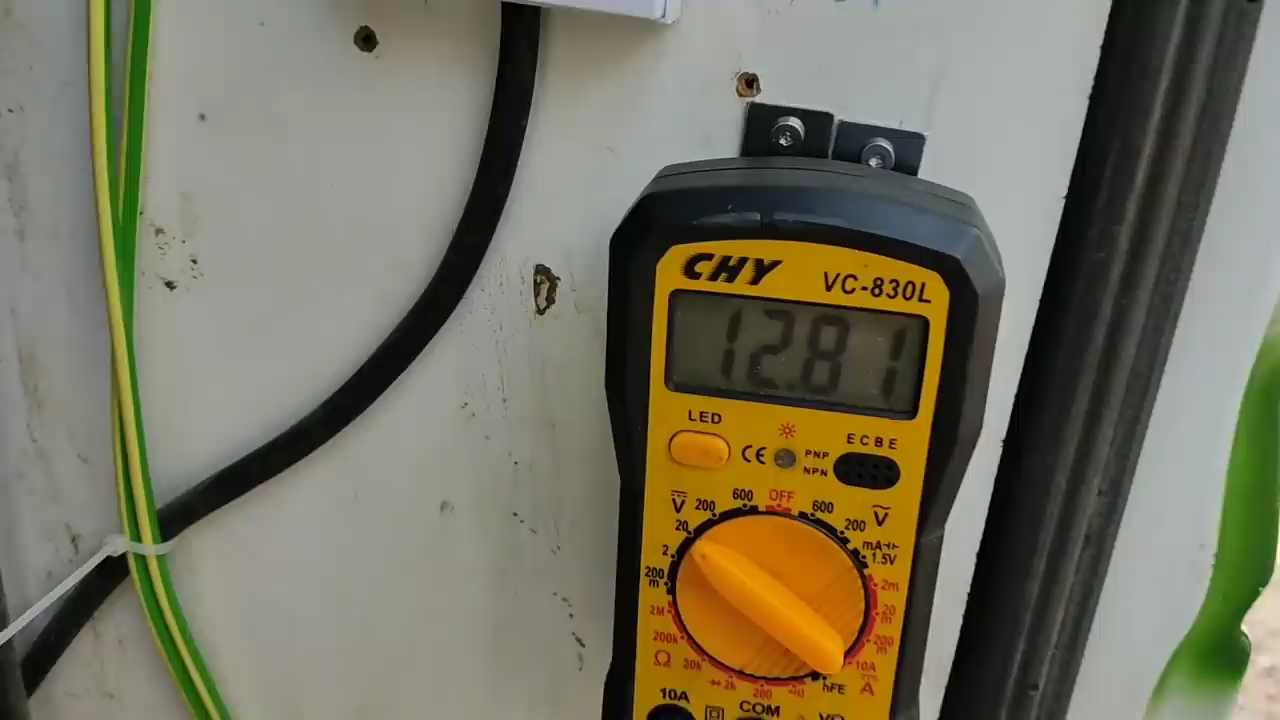 CHY
VC-830L
12.81
LED
CE
PNP
NPN
ECBE
V
200
600
OFF
600
200
V
20
2
200
m
2M
200k
Ω
20k
2k
200
hFE
10A
A
200
m
20
m
2m
1.5V
mA
10A
COM